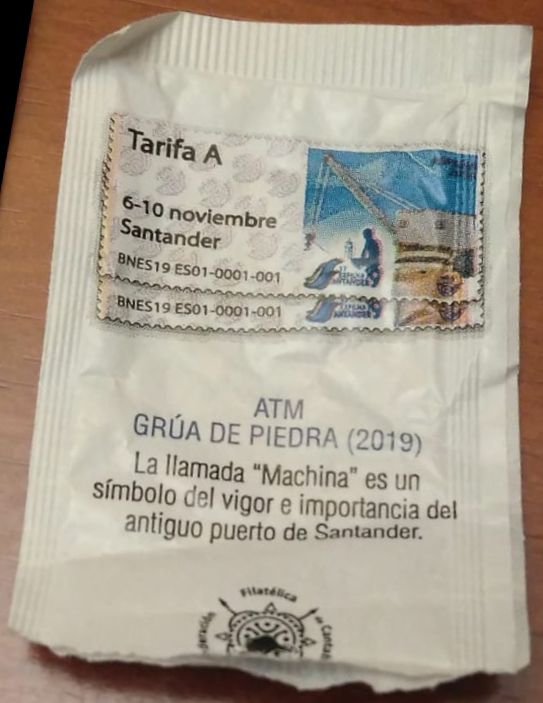 Tarifa A
6-10 noviembre
Santander
BNES19 ES01-0001-001
BNES19 ES01-0001-001
ATM
GRÚA DE PIEDRA (2019)
La llamada “Machina” es un
símbolo del vigor e importancia del
antiguo puerto de Santander.
Filatélica